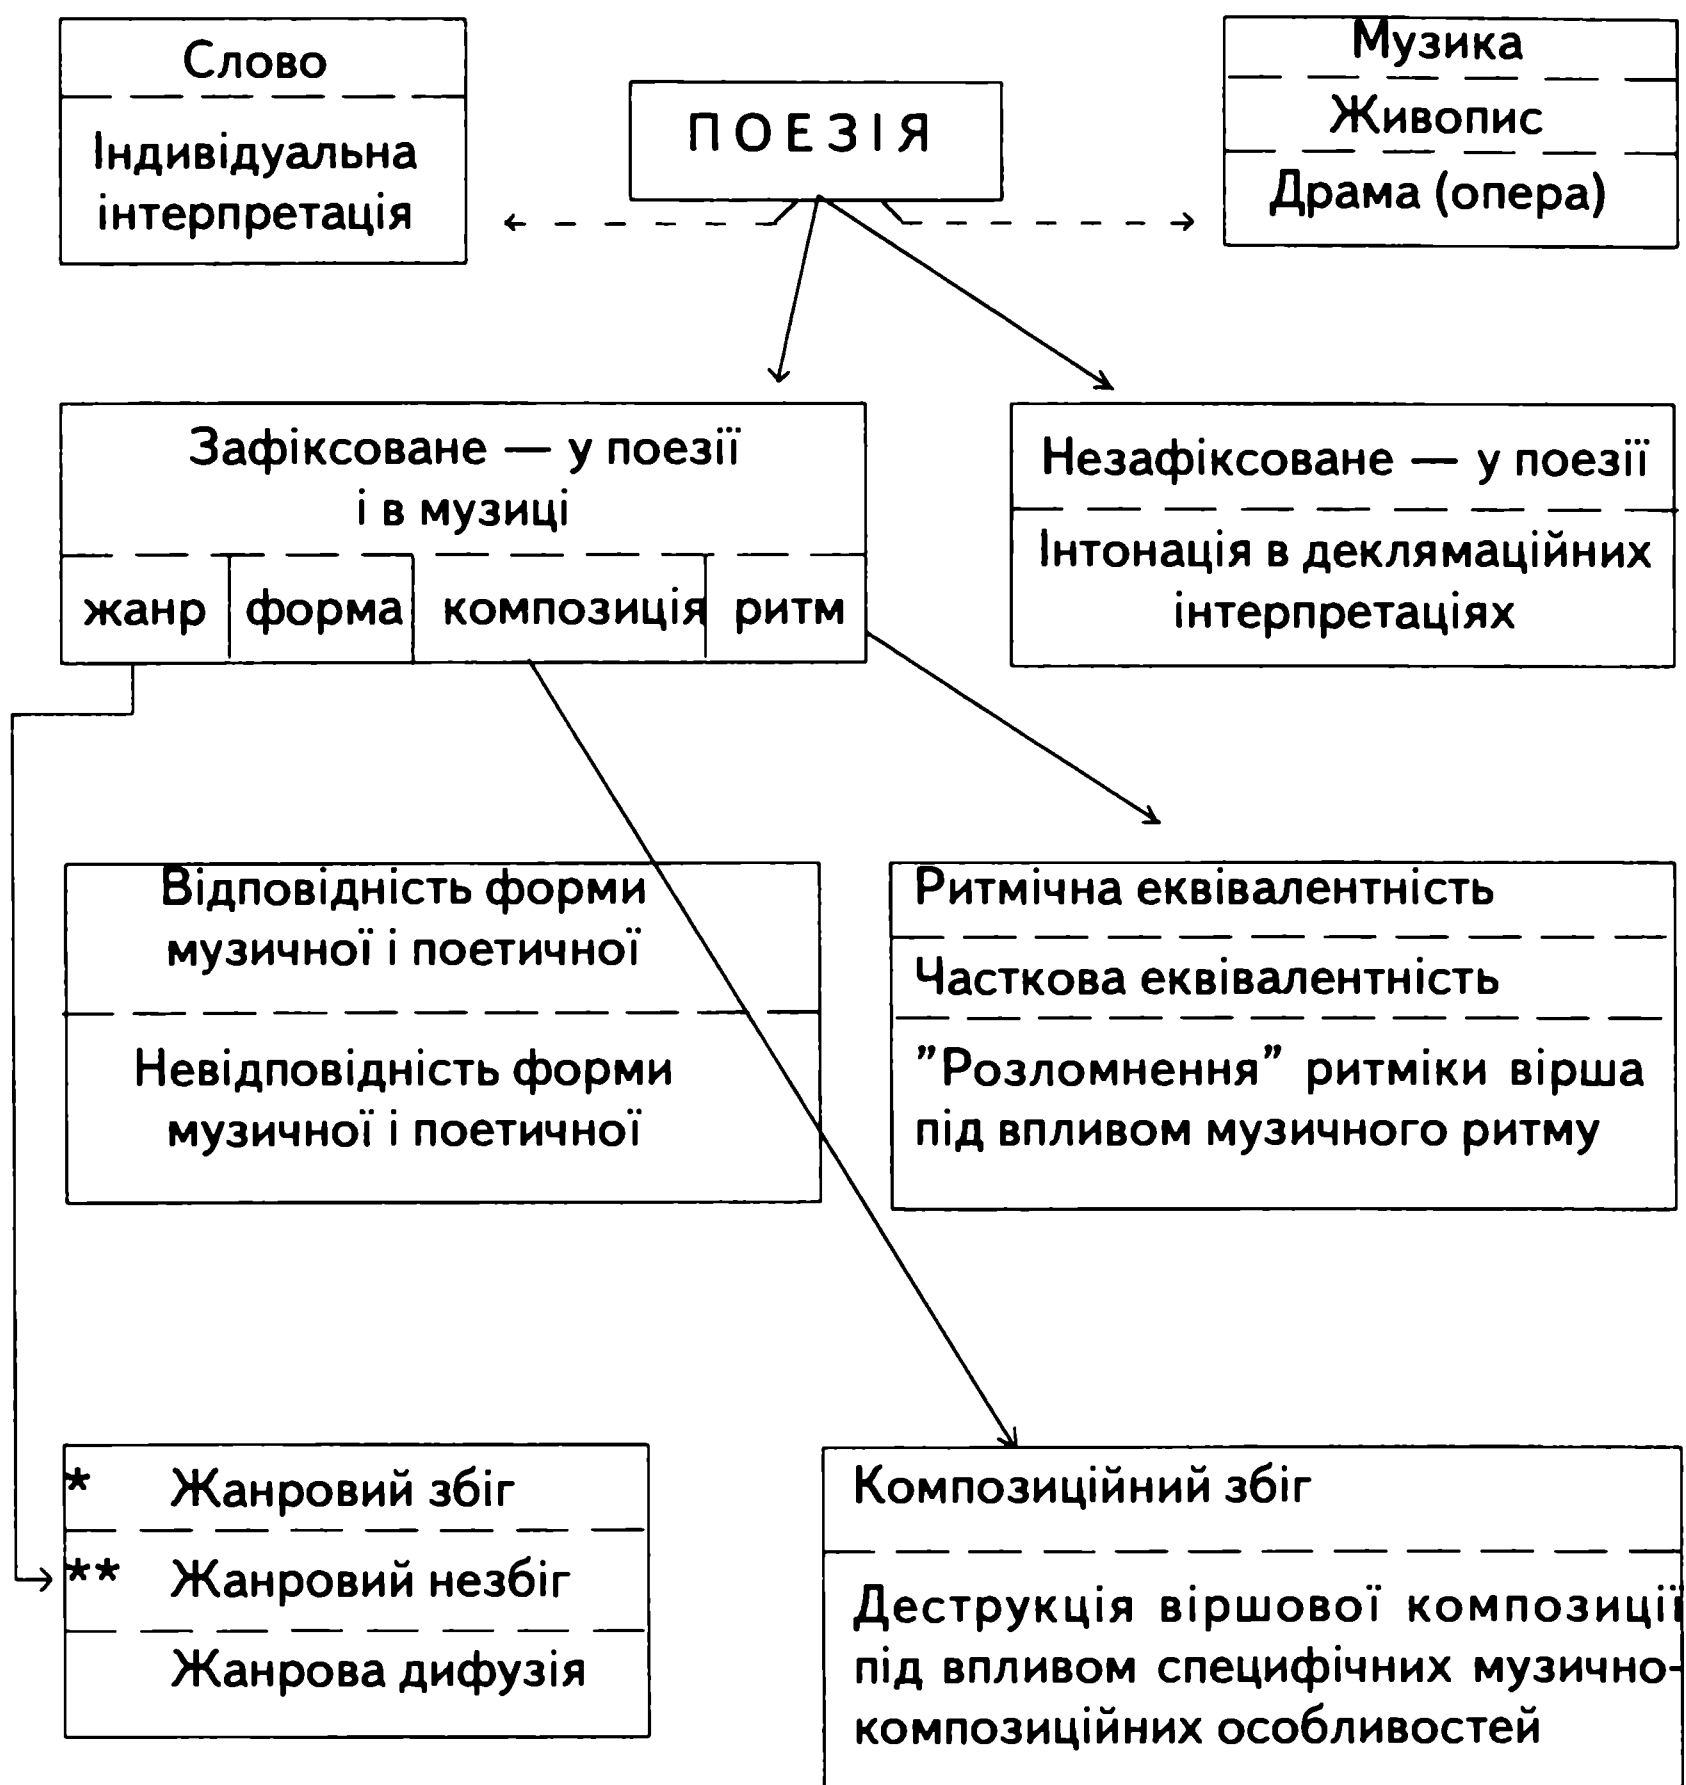 Слово
Індивідуальна
інтерпретація
ПОЕЗІЯ
Музика
Живопис
Драма (опера)
Зафіксоване — у поезії
і в музиці
жанр форма композиція ритм
Незафіксоване — у поезії
Інтонація в деклямаційних
інтерпретаціях
Відповідність форми
музичної і поетичної
Невідповідність форми
музичної і поетичної
Ритмічна еквівалентність
Часткова еквівалентність
”Розломнення” ритміки вірша
під впливом музичного ритму
* Жанровий збіг
** Жанровий незбіг
Жанрова дифузія
Композиційний збіг
Деструкція віршової композиції
під впливом специфічних музично-
композиційних особливостей